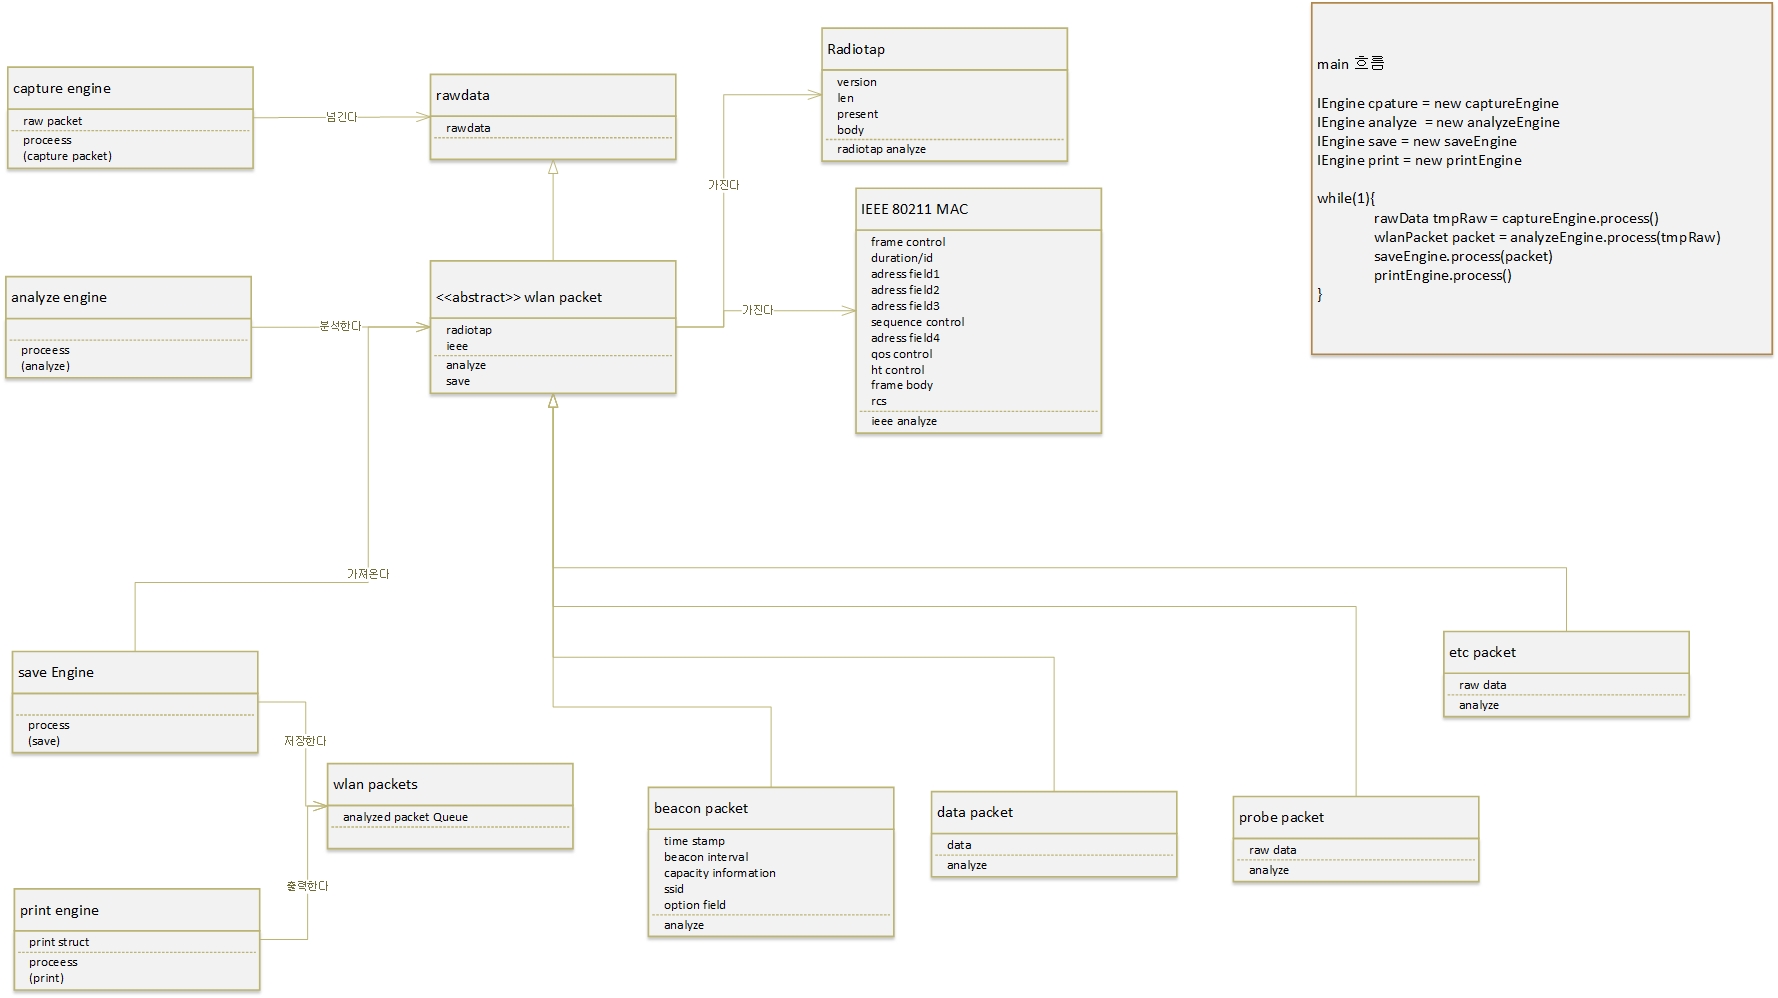 capture engine
raw packet
proceess
(capture packet)
넘긴다
rawdata
rawdata
Radiotap
version
len
present
body
radiotap analyze
가진다
IEEE 80211 MAC
frame control
duration/id
adress field1
adress field2
adress field3
sequence control
adress field4
qos control
ht control
frame body
rcs
ieee analyze
가진다
main 흐름
IEngine cpature = new captureEngine
IEngine analyze  = new analyzeEngine
IEngine save = new saveEngine
IEngine print = new printEngine
while(1){
rawData tmpRaw = captureEngine.process()
wlanPacket packet = analyzeEngine.process(tmpRaw)
saveEngine.process(packet)
printEngine.process()
}
analyze engine
proceess
(analyze)
분석한다
<<abstract>> wlan packet
radiotap
ieee
analyze
save
가져온다
save Engine
process
(save)
저장한다
wlan packets
analyzed packet Queue
출력한다
print engine
print struct
proceess
(print)
beacon packet
time stamp
beacon interval
capacity information
ssid
option field
analyze
data packet
data
analyze
probe packet
raw data
analyze
etc packet
raw data
analyze